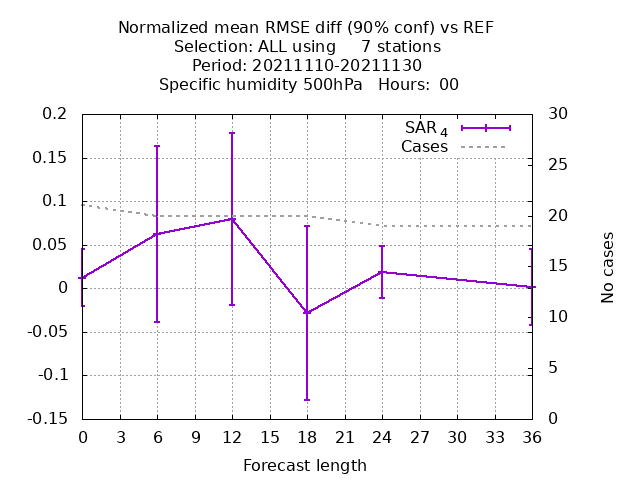 Normalized mean RMSE diff (90% conf) vs REF
Selection: ALL using 7 stations
Period: 20211110-20211130
Specific humidity 500hPa Hours: 00
0.2
0.15
0.1
0.05
0
-0.05
-0.1
-0.15
30
25
20
15
10
5
0
SAR 4
Cases
No cases
0 3 6 9 12 15 18 21 24 27 30 33 36
Forecast length